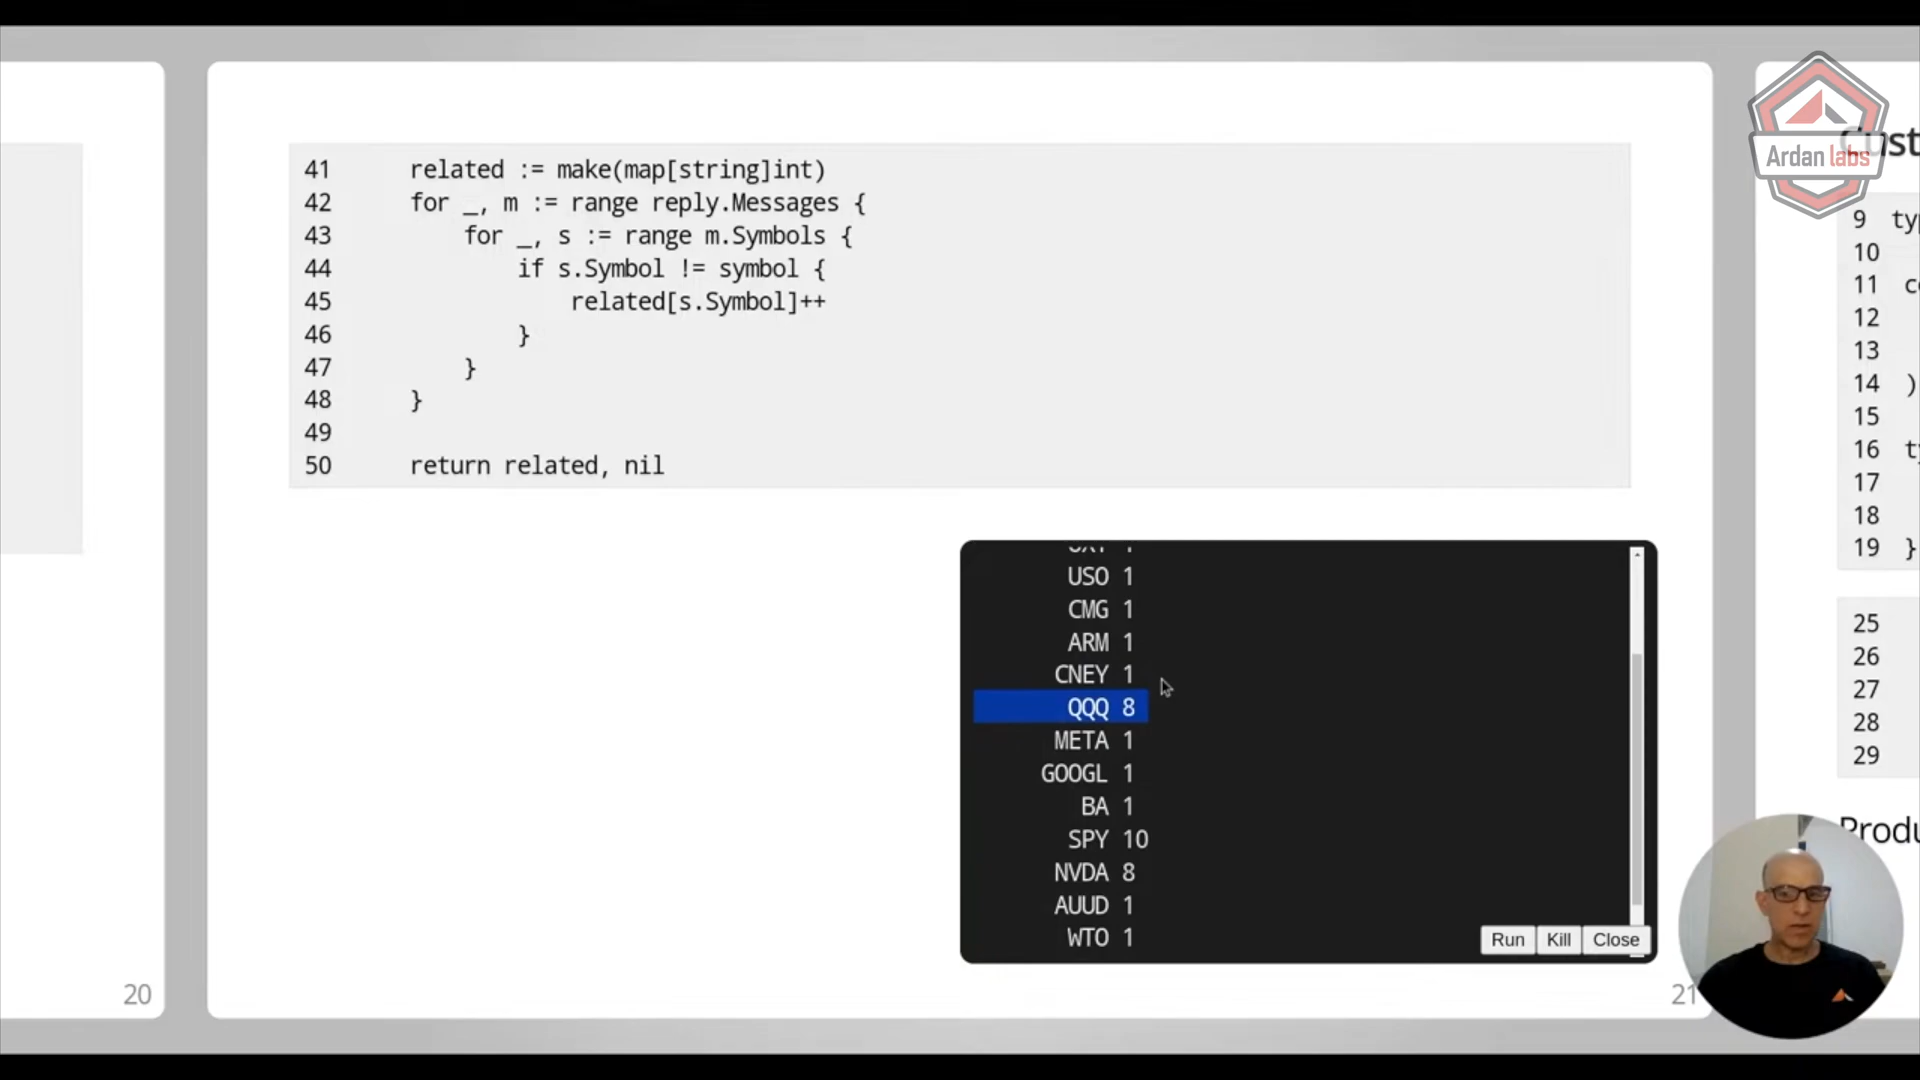 41 related := make(map[string]int)
42 for _, m := range reply.Messages {
43 for _, s := range m.Symbols {
44 if s.Symbol != symbol {
45 related[s.Symbol]++
46 }
47 }
48 }
49
50 return related, nil
USO 1
CMG 1
ARM 1
CNEY 1
QQQ 8
META 1
GOOGL 1
BA 1
SPY 10
NVDA 8
AUUD 1
WTO 1
Run Kill Close
20
21
Ardan labs
9
10
11
12
13
14 )
15
16
17
18
19 }
25
26
27
28
29